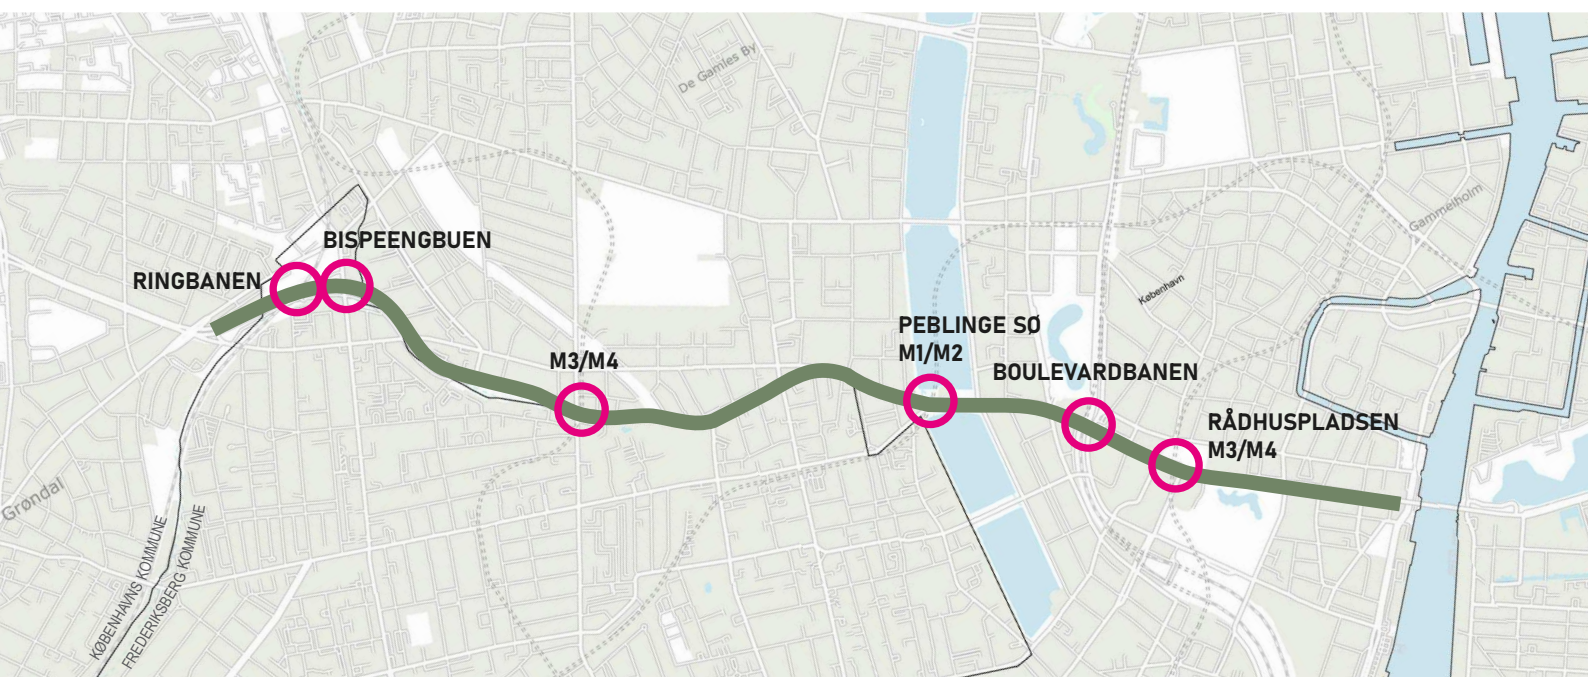 De Gamles By
Gammelholm
BISPEENGBUEN
RINGBANEN
København
PEBLINGE SØ
M1/M2
M3/M4
BOULEVARDBANEN
RÅDHUSPLADSEN
M3/M4
Grøndal
KØBENHAVNS KOMMUNE
FREDERIKSBERG KOMMUNE